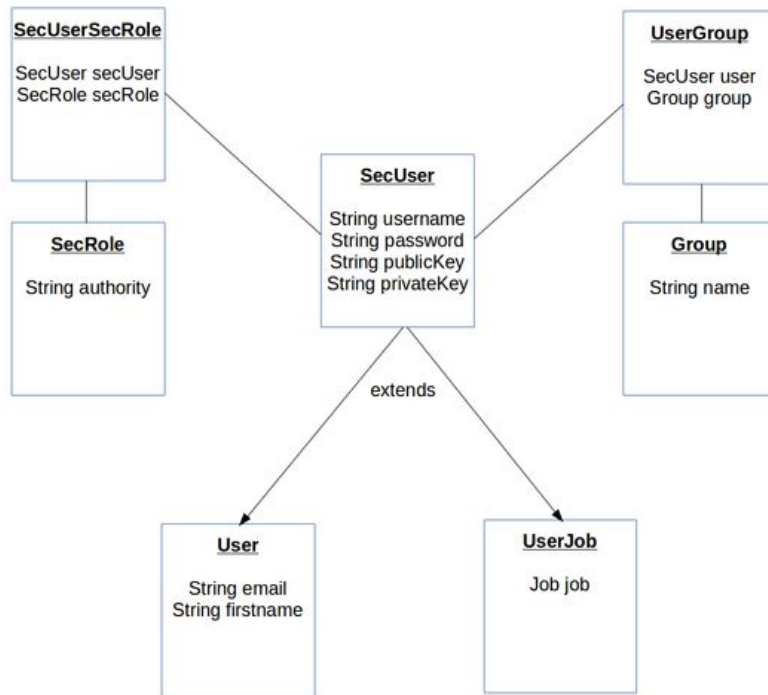 SecUserSecRole
SecUser secUser
SecRole secRole
UserGroup
SecUser user
Group group
SecUser
String username
String password
String publicKey
String privateKey
SecRole
String authority
Group
String name
extends
User
String email
String firstname
UserJob
Job job